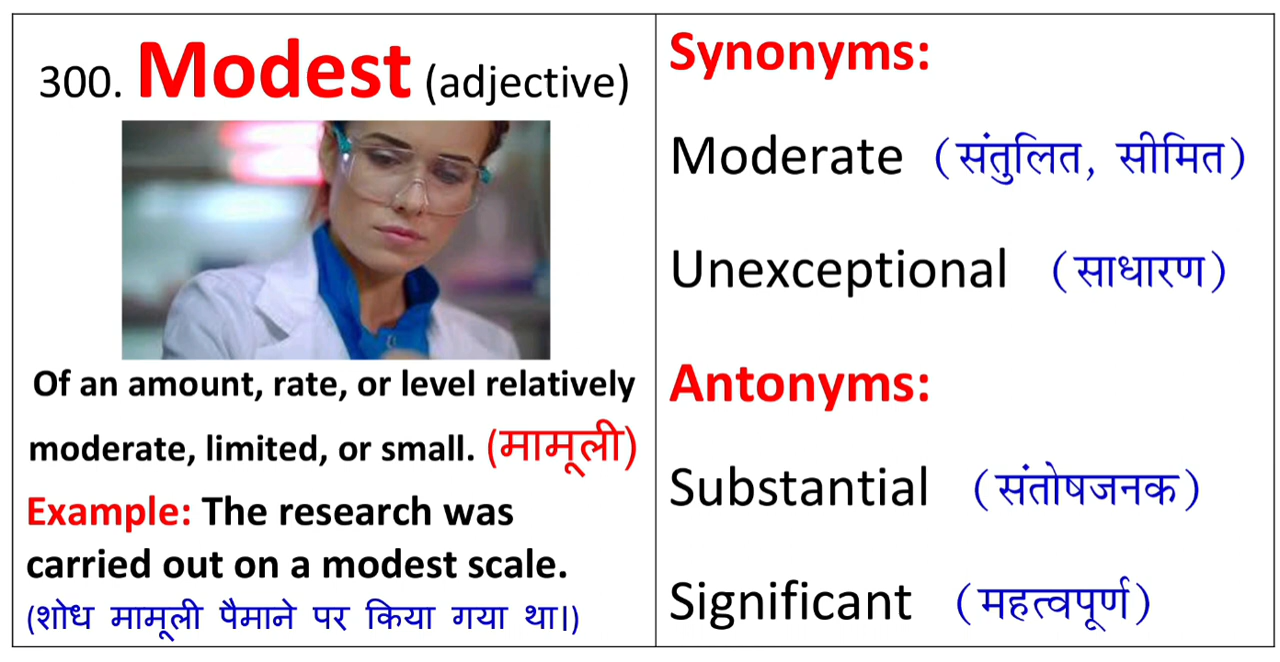 300. Modest (adjective)
Of an amount, rate, or level relatively
moderate, limited, or small. (मामूली)
Example: The research was
carried out on a modest scale.
(शोध मामूली पैमाने पर किया गया था।)
Synonyms:
Moderate (संतुलित, सीमित)
Unexceptional (साधारण)
Antonyms:
Substantial (संतोषजनक)
Significant (महत्वपूर्ण)